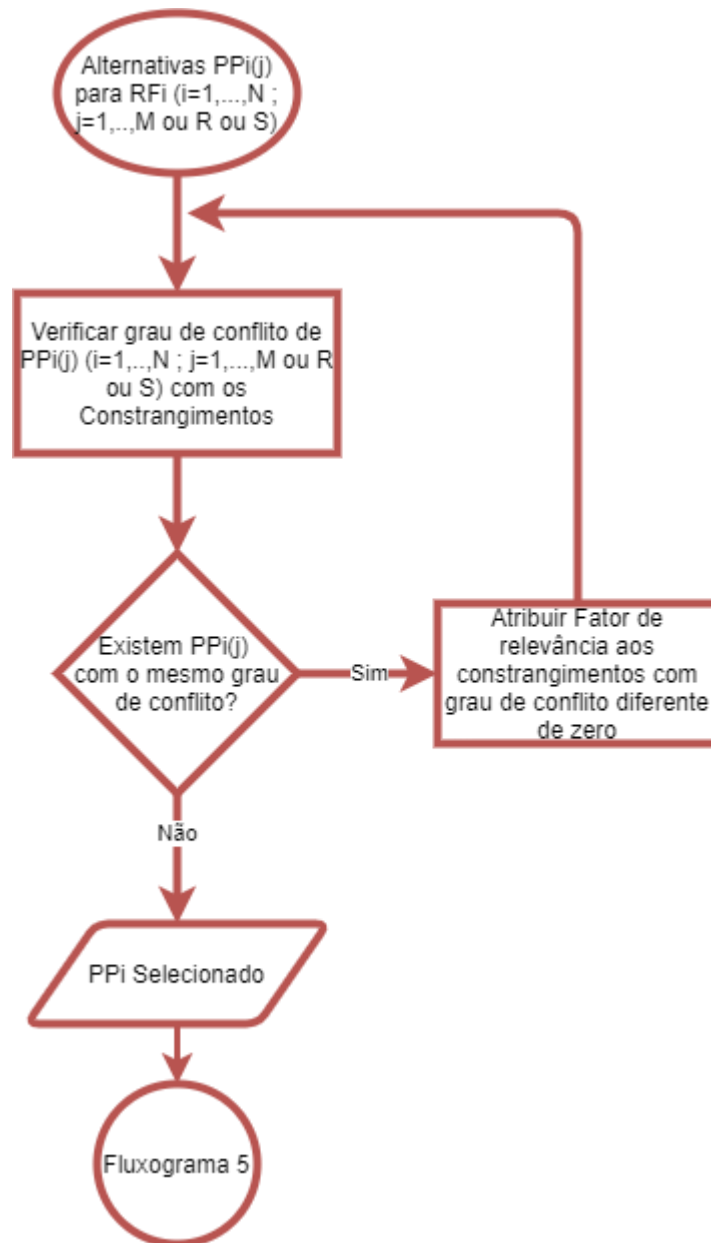 Alternativas PPi(j)
para RFi (i=1,...,N ;
j=1,..,M ou R ou S)
Verificar grau de conflito de
PPi(j) (i=1,..,N ; j=1,...,M ou R
ou S) com os
Constrangimentos
Existem PPi(j)
com o mesmo grau
de conflito?
Sim
Atribuir Fator de
relevância aos
constrangimentos com
grau de conflito diferente
de zero
Não
PPi Selecionado
Fluxograma 5